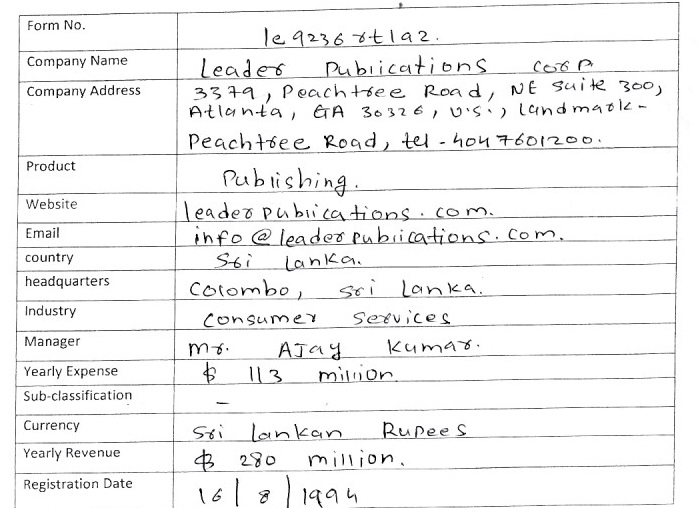 Form No. le9236rtla2.
Company Name Leader Publications Corp
Company Address 3379, Peachtree Road, NE Suite 300,
Atlanta, GA 30326, U.S., Landmark-
Peachtree Road, tel - 4047601200.
Product Publishing.
Website leaderpublications.com.
Email info@leaderpublications.com.
country Sri Lanka.
headquarters Colombo, Sri Lanka.
Industry Consumer Services
Manager Mr. Ajay Kumar.
Yearly Expense $ 113 million
Sub-classification –
Currency Sri Lankan Rupees
Yearly Revenue $ 280 million.
Registration Date 16/8/1994